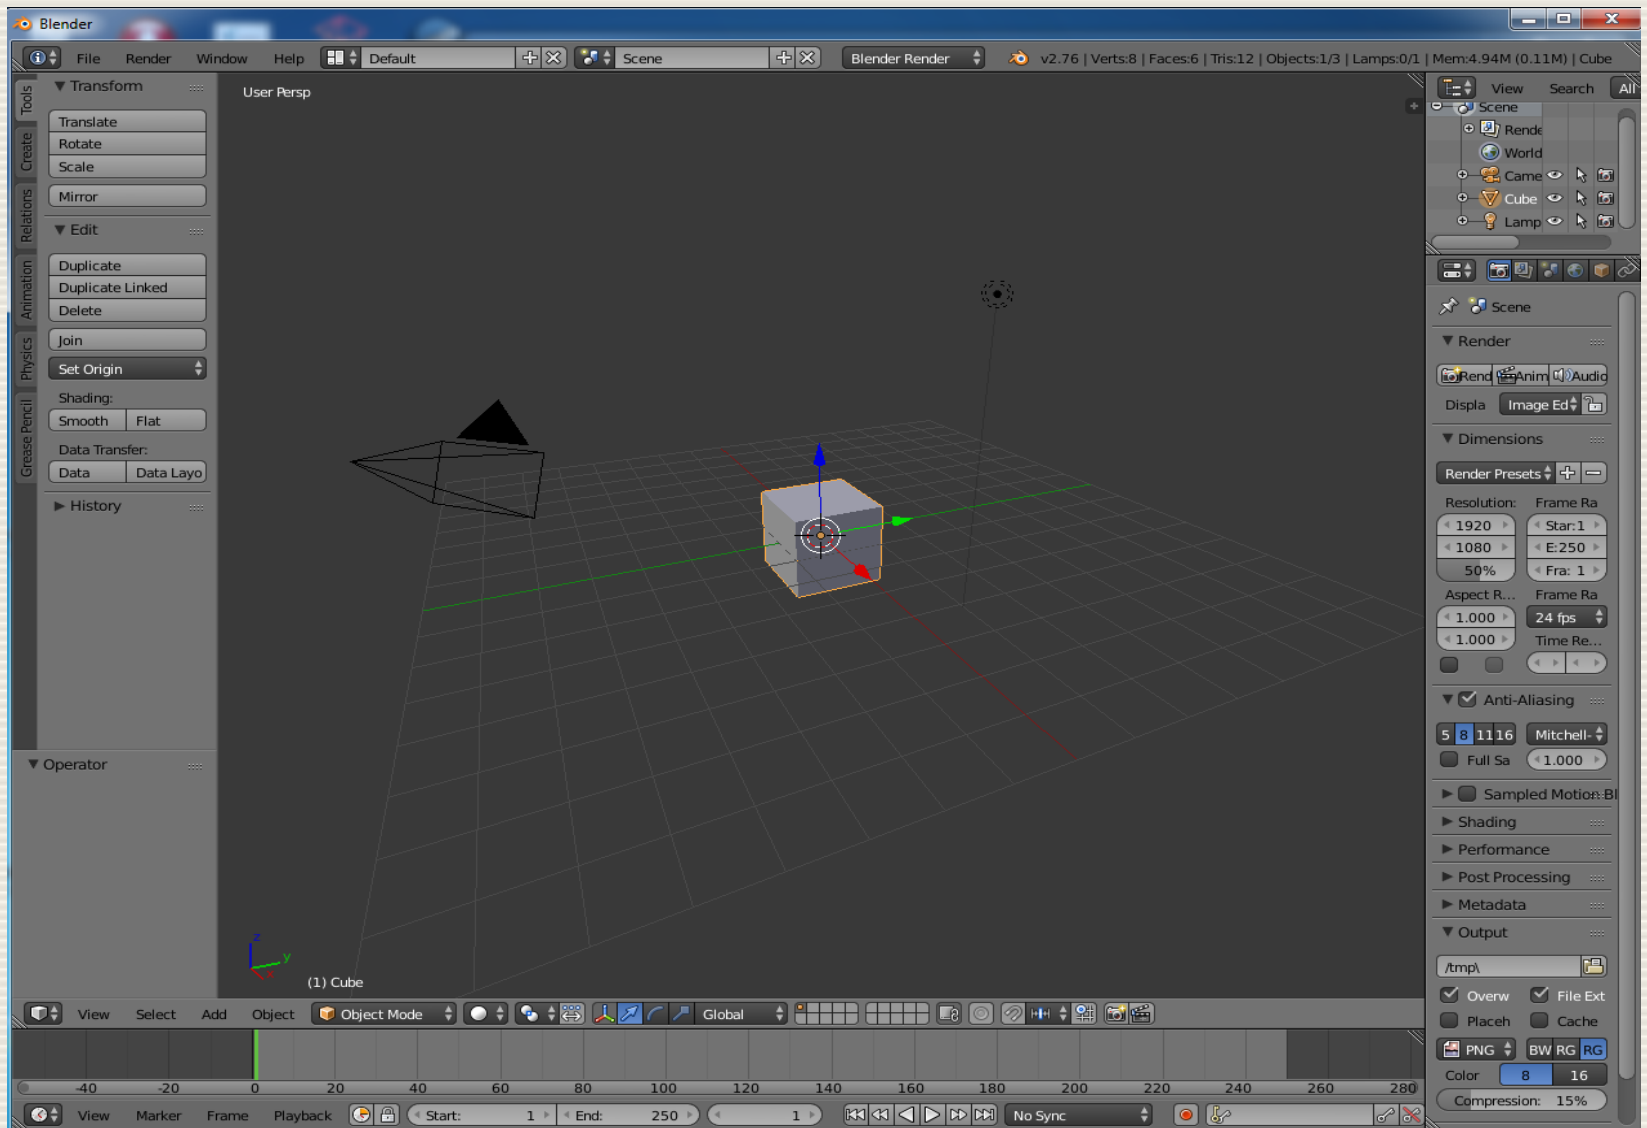 Blender
File Render Window Help Default Scene Blender Render v2.76 | Verts:8 | Faces:6 | Tris:12 | Objects:1/3 | Lamps:0/1 | Mem:4.94M (0.11M) | Cube
Tools
Create
Relations
Animation
Physics
Grease Pencil
Transform
Translate
Rotate
Scale
Mirror
Edit
Duplicate
Duplicate Linked
Delete
Join
Set Origin
Shading:
Smooth Flat
Data Transfer:
Data Data Layo
History
Operator
User Persp
z
y
x
(1) Cube
View Select Add Object Object Mode Global
-40 -20 0 20 40 60 80 100 120 140 160 180 200 220 240 260 280
View Marker Frame Playback Start: 1 End: 250 1 No Sync
View Search All
Scene
Rende
World
Came
Cube
Lamp
Scene
Render
Rend Anim Audio
Displa Image Ed
Dimensions
Render Presets
Resolution: Frame Ra
1920 Star:1
1080 E:250
50% Fra: 1
Aspect R... Frame Ra
1.000 24 fps
1.000 Time Re...
Anti-Aliasing
5 8 11 16 Mitchell-
Full Sa 1.000
Sampled Motion Bl
Shading
Performance
Post Processing
Metadata
Output
/tmp\
Overw File Ext
Placeh Cache
PNG BW RG RG
Color 8 16
Compression: 15%